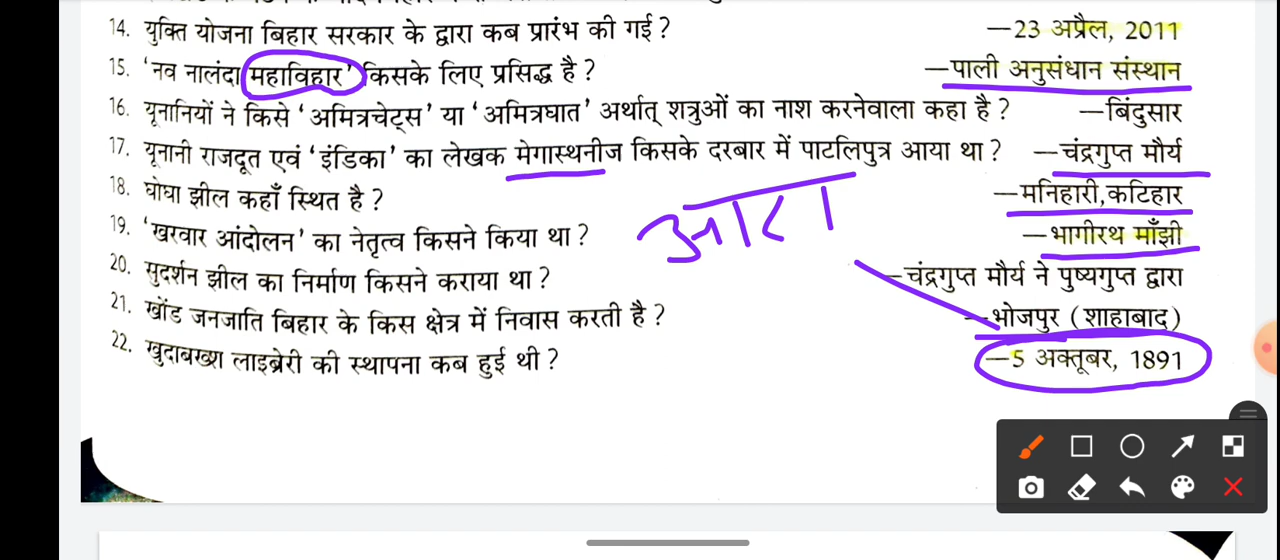 14. युक्ति योजना बिहार सरकार के द्वारा कब प्रारंभ की गई ? —23 अप्रैल, 2011
15. 'नव नालंदा महाविहार' किसके लिए प्रसिद्ध है ? —पाली अनुसंधान संस्थान
16. यूनानियों ने किसे 'अमित्रचेट्स' या 'अमित्रघात' अर्थात् शत्रुओं का नाश करनेवाला कहा है ? —बिंदुसार
17. यूनानी राजदूत एवं 'इंडिका' का लेखक मेगास्थनीज किसके दरबार में पाटलिपुत्र आया था ? —चंद्रगुप्त मौर्य
18. घोघा झील कहाँ स्थित है ? —मनिहारी, कटिहार
आरा
19. 'खरवार आंदोलन' का नेतृत्व किसने किया था ? —भागीरथ माँझी
20. सुदर्शन झील का निर्माण किसने कराया था ? —चंद्रगुप्त मौर्य ने पुष्यगुप्त द्वारा
21. खोंड जनजाति बिहार के किस क्षेत्र में निवास करती है ? —भोजपुर (शाहाबाद)
22. खुदाबख्श लाइब्रेरी की स्थापना कब हुई थी ? —5 अक्तूबर, 1891